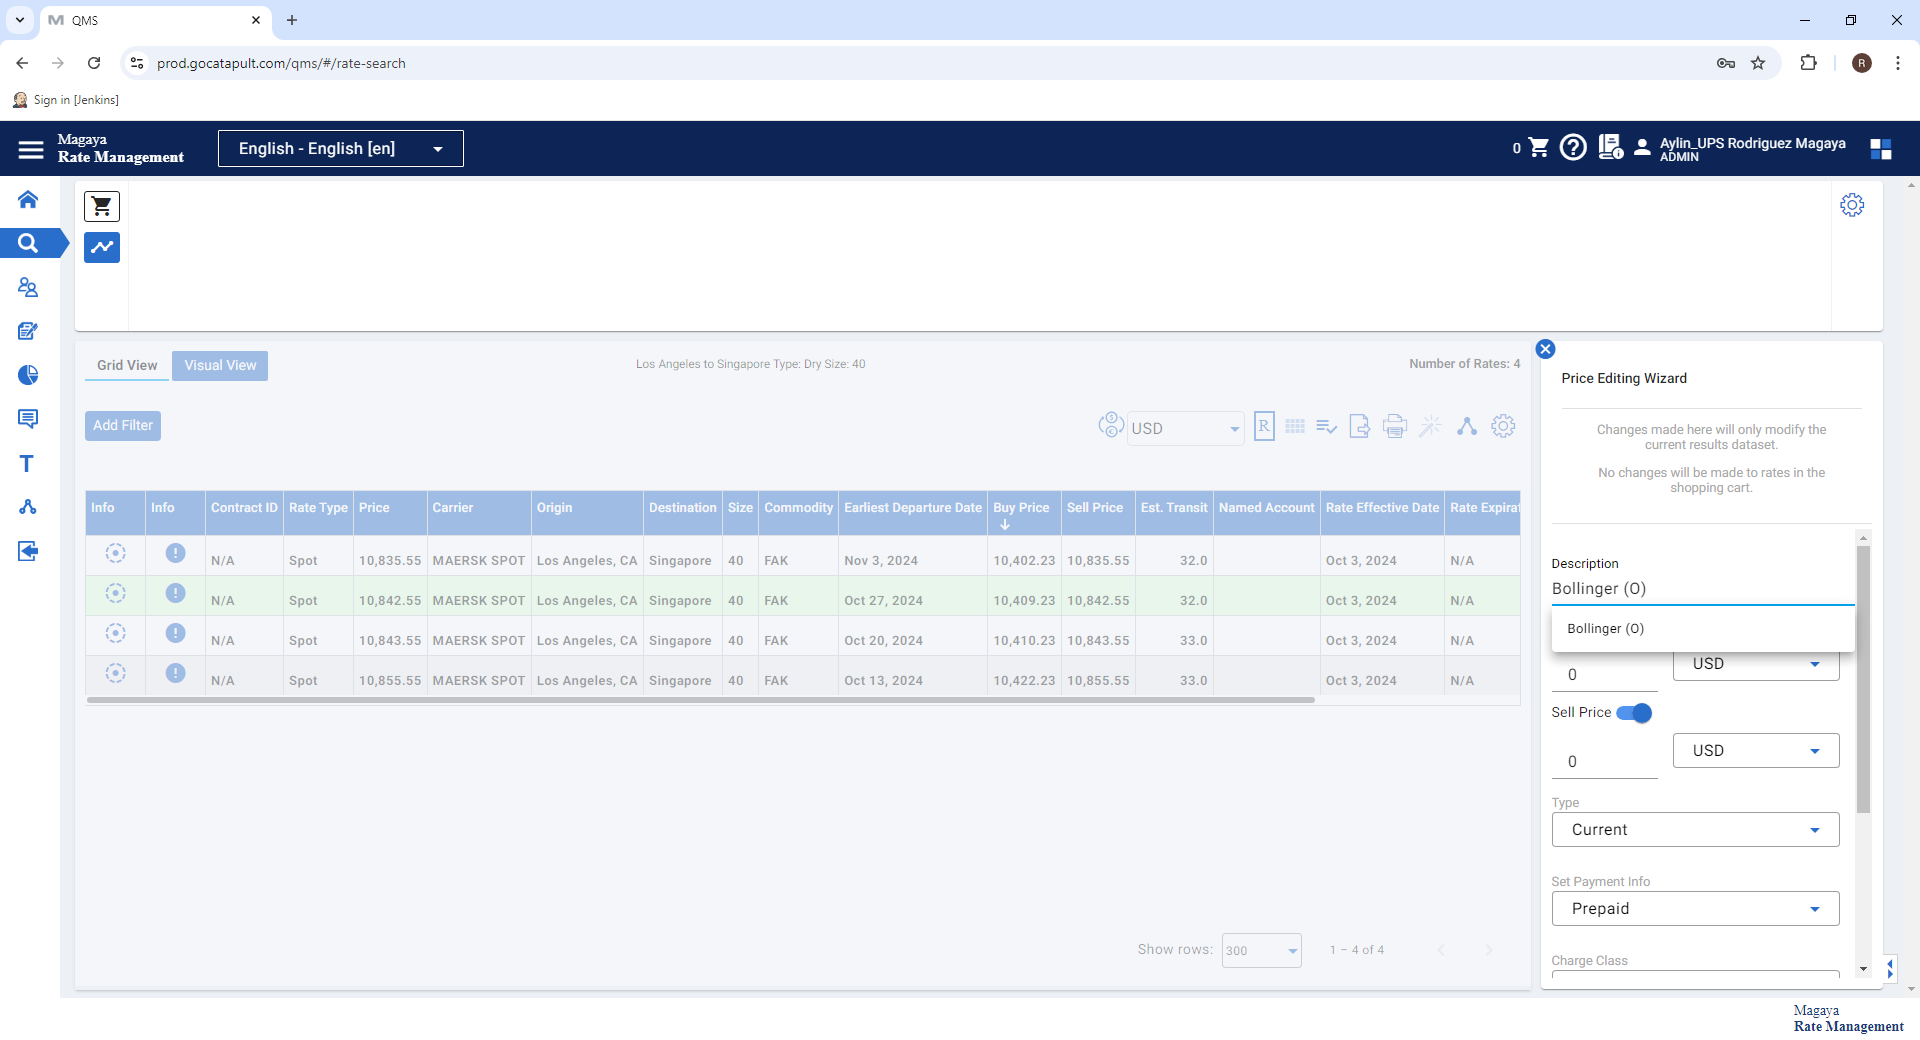 QMS
prod.gocatapult.com/qms/#/rate-search
R
Sign in [Jenkins]
Magaya
Rate Management
English - English [en]
0
Aylin_UPS Rodriguez Magaya
ADMIN
Grid View
Visual View
Los Angeles to Singapore Type: Dry Size: 40
Number of Rates: 4
Add Filter
USD
R
Info Info Contract ID Rate Type Price Carrier Origin Destination Size Commodity Earliest Departure Date Buy Price Sell Price Est. Transit Named Account Rate Effective Date Rate Expirat
N/A Spot 10,835.55 MAERSK SPOT Los Angeles, CA Singapore 40 FAK Nov 3, 2024 10,402.23 10,835.55 32.0 Oct 3, 2024 N/A
N/A Spot 10,842.55 MAERSK SPOT Los Angeles, CA Singapore 40 FAK Oct 27, 2024 10,409.23 10,842.55 32.0 Oct 3, 2024 N/A
N/A Spot 10,843.55 MAERSK SPOT Los Angeles, CA Singapore 40 FAK Oct 20, 2024 10,410.23 10,843.55 33.0 Oct 3, 2024 N/A
N/A Spot 10,855.55 MAERSK SPOT Los Angeles, CA Singapore 40 FAK Oct 13, 2024 10,422.23 10,855.55 33.0 Oct 3, 2024 N/A
Show rows: 300 1 – 4 of 4
Price Editing Wizard
Changes made here will only modify the
current results dataset.
No changes will be made to rates in the
shopping cart.
Description
Bollinger (O)
Bollinger (O)
0 USD
Sell Price
0 USD
Type
Current
Set Payment Info
Prepaid
Charge Class
Magaya
Rate Management